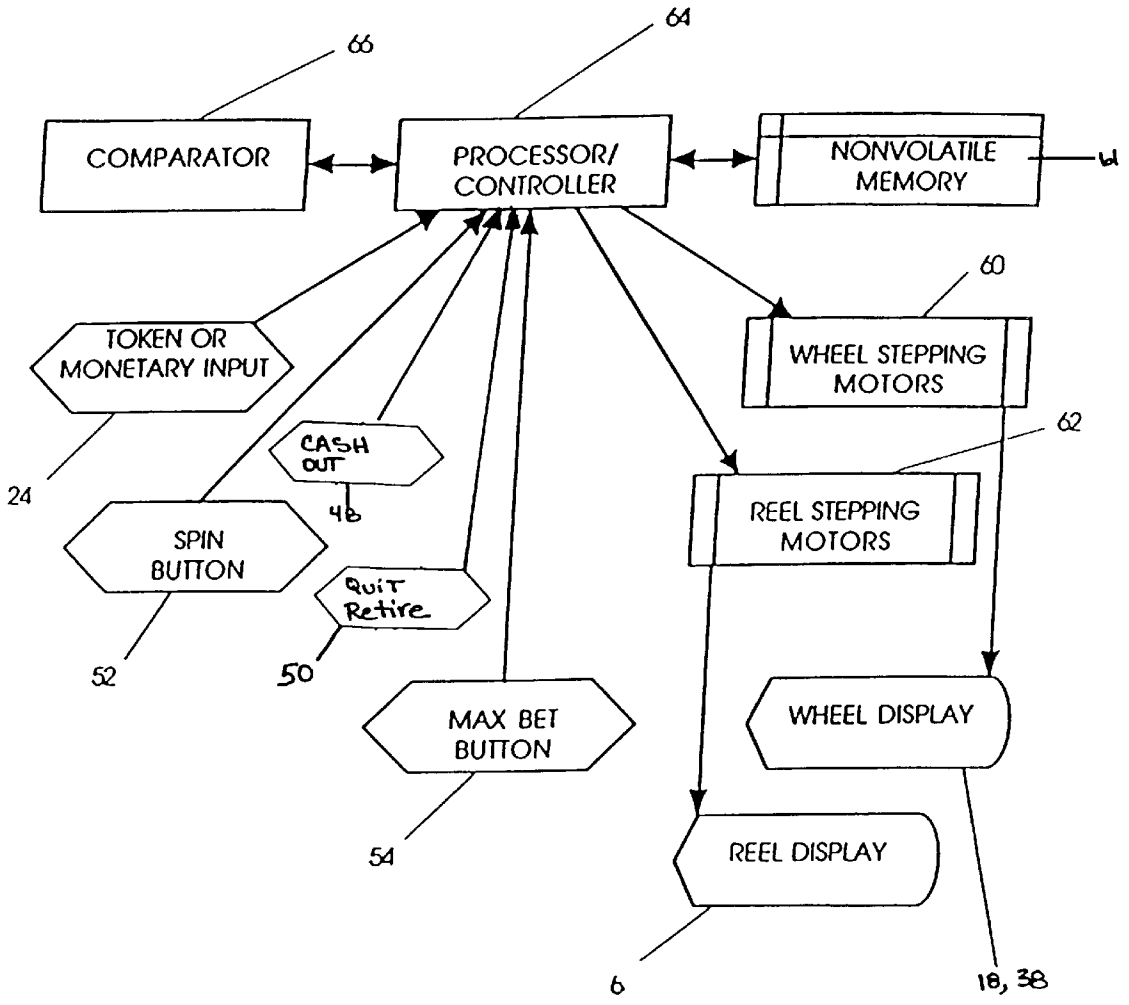 66
64
COMPARATOR
PROCESSOR/
CONTROLLER
NONVOLATILE
MEMORY
61
60
TOKEN OR
MONETARY INPUT
WHEEL STEPPING
MOTORS
62
24
CASH
OUT
48
REEL STEPPING
MOTORS
SPIN
BUTTON
QUIT
Retire
52
50
MAX BET
BUTTON
WHEEL DISPLAY
54
REEL DISPLAY
6
18, 38